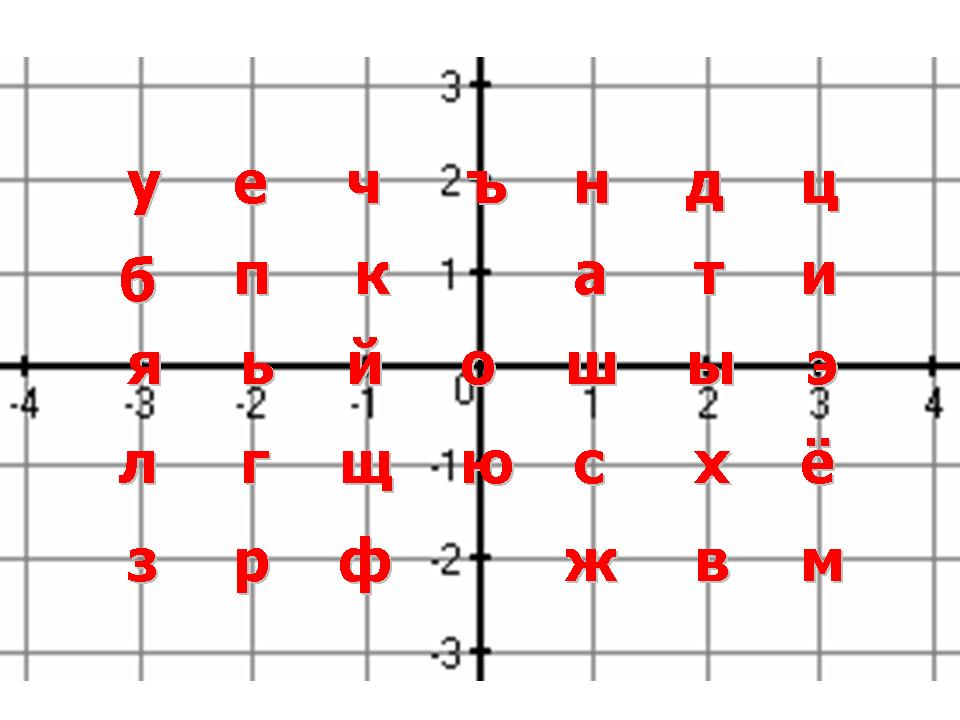 3
у е ч 2 ъ н д ц
б п к 1 а т и
я ь й о ш ы э
-4 -3 -2 -1 0 1 2 3 4
л г щ -1 ю с х ё
з р ф -2 ж в м
-3